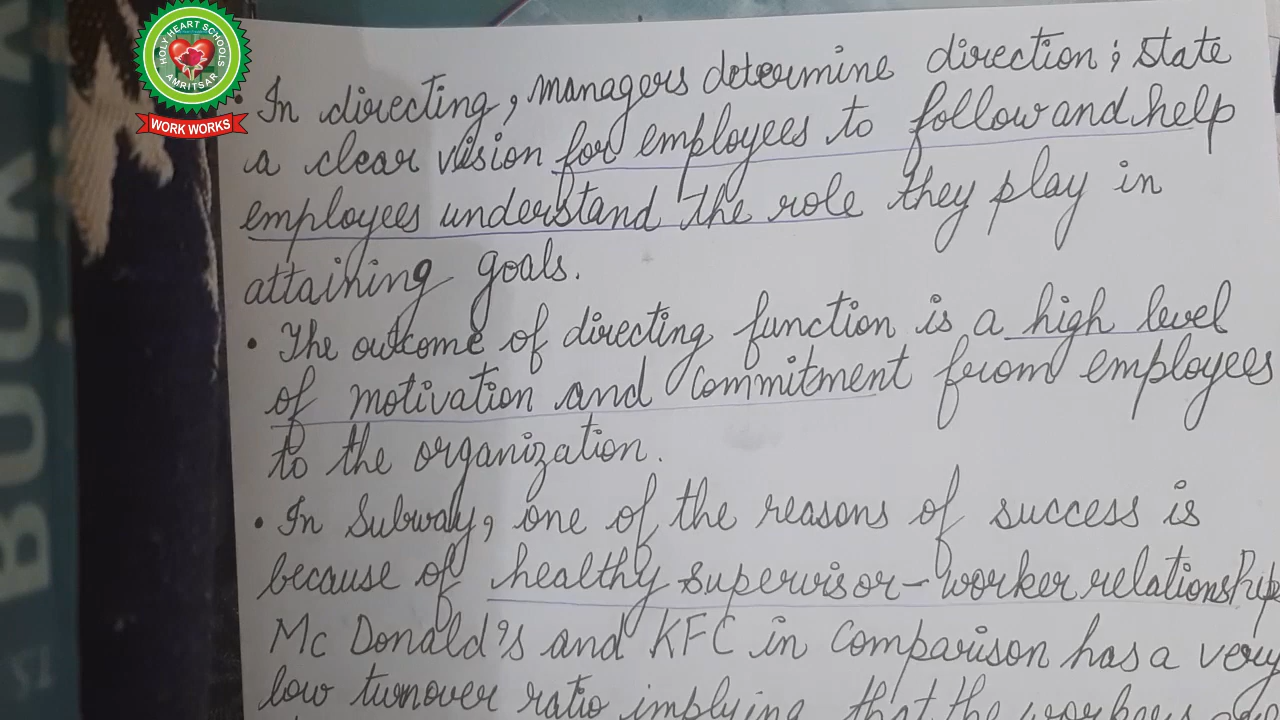 HOLY HEART SCHOOLS
AMRITSAR
WORK WORKS
• In directing, managers determine direction; state
a clear vision for employees to follow and help
employees understand the role they play in
attaining goals.
• The outcome of directing function is a high level
of motivation and commitment from employees
to the organization.
• In Subway, one of the reasons of success is
because of healthy supervisor-worker relationship
Mc Donald's and KFC in comparison has a very
low turnover ratio implying that the workers